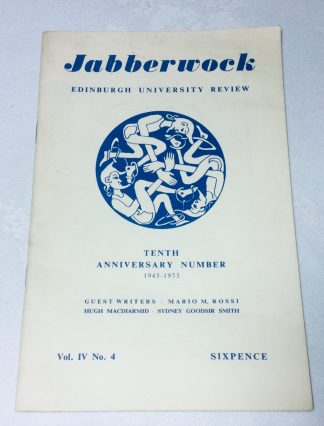 Jabberwock
EDINBURGH UNIVERSITY REVIEW
TENTH
ANNIVERSARY NUMBER
1945-1955
GUEST WRITERS · MARIO M. ROSSI
HUGH MACDIARMID · SYDNEY GOODSIR SMITH
Vol. IV No. 4 SIXPENCE